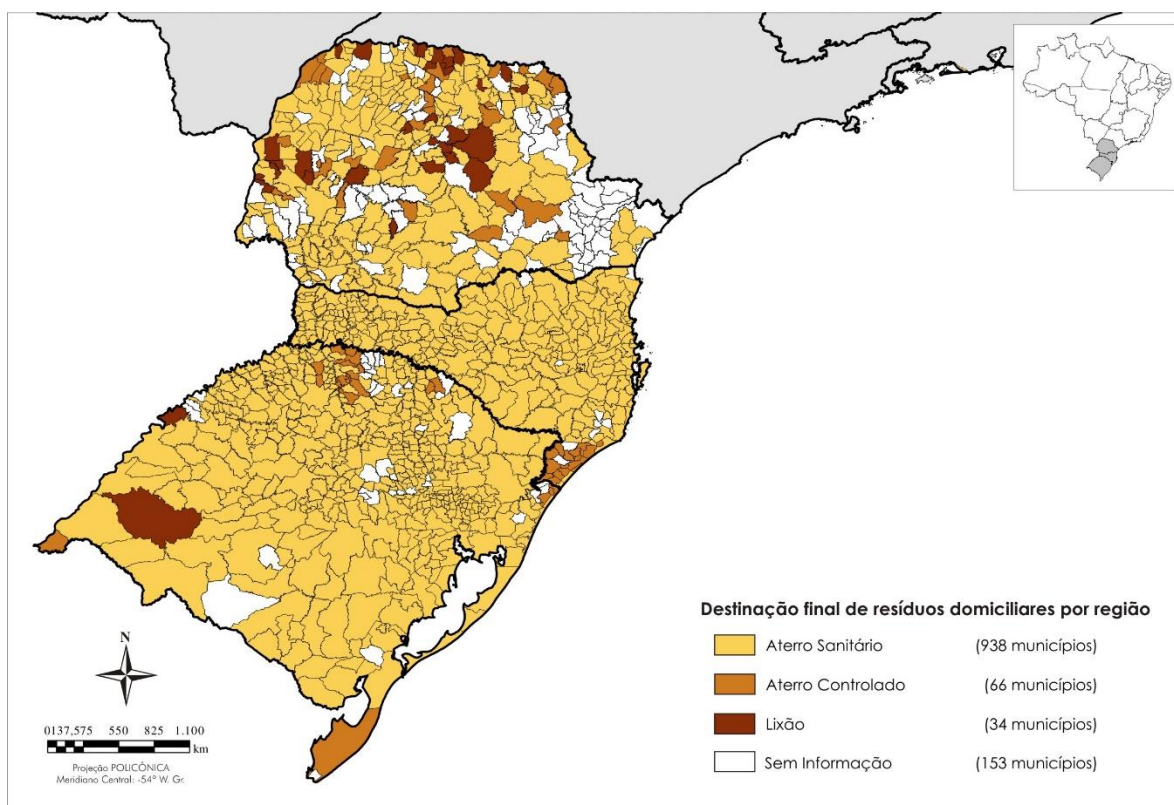 Destinação final de resíduos domiciliares por região
Aterro Sanitário (938 municípios)
Aterro Controlado (66 municípios)
Lixão (34 municípios)
Sem Informação (153 municípios)
N
0137,575 550 825 1.100
km
Projeção POLICÔNICA
Meridiano Central: -54º W. Gr.